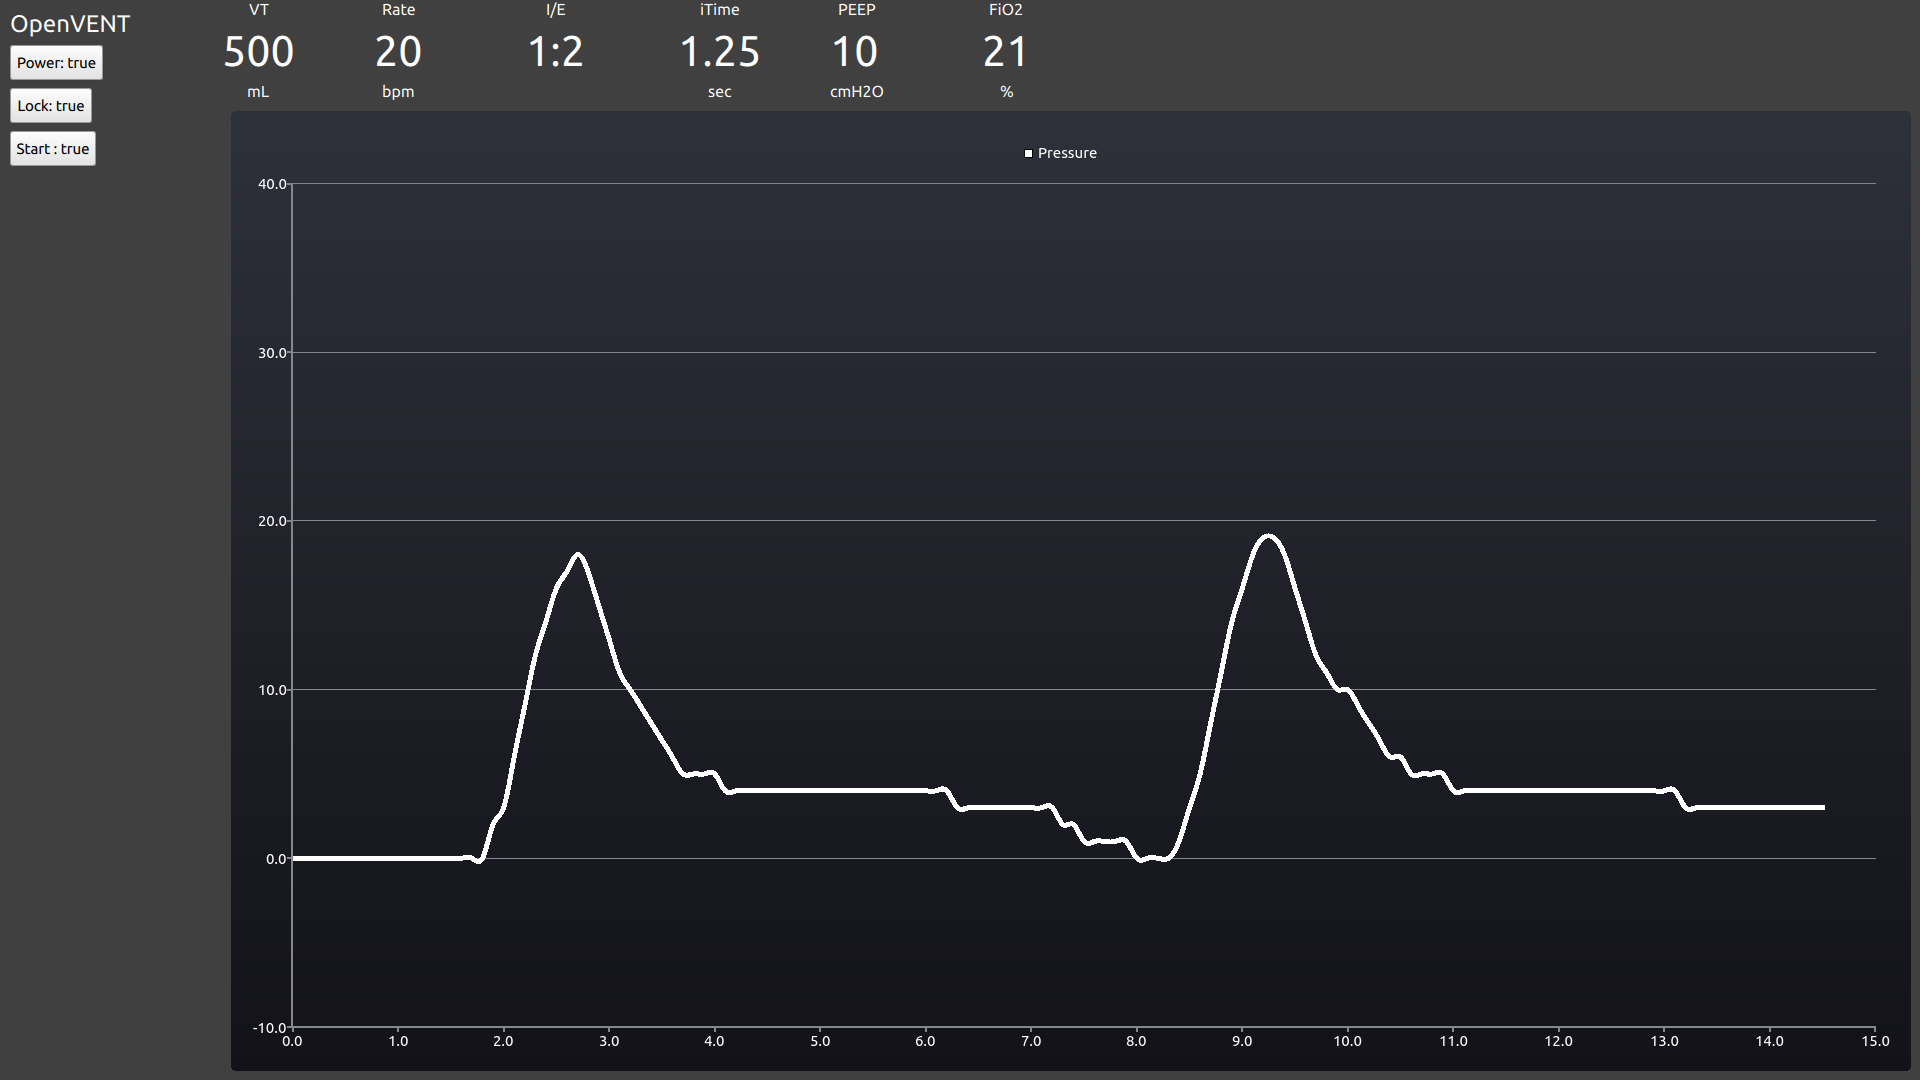 OpenVENT
Power: true
Lock: true
Start : true
VT Rate I/E iTime PEEP FiO2
500 20 1:2 1.25 10 21
mL bpm sec cmH2O %
Pressure
40.0
30.0
20.0
10.0
0.0
-10.0
0.0 1.0 2.0 3.0 4.0 5.0 6.0 7.0 8.0 9.0 10.0 11.0 12.0 13.0 14.0 15.0